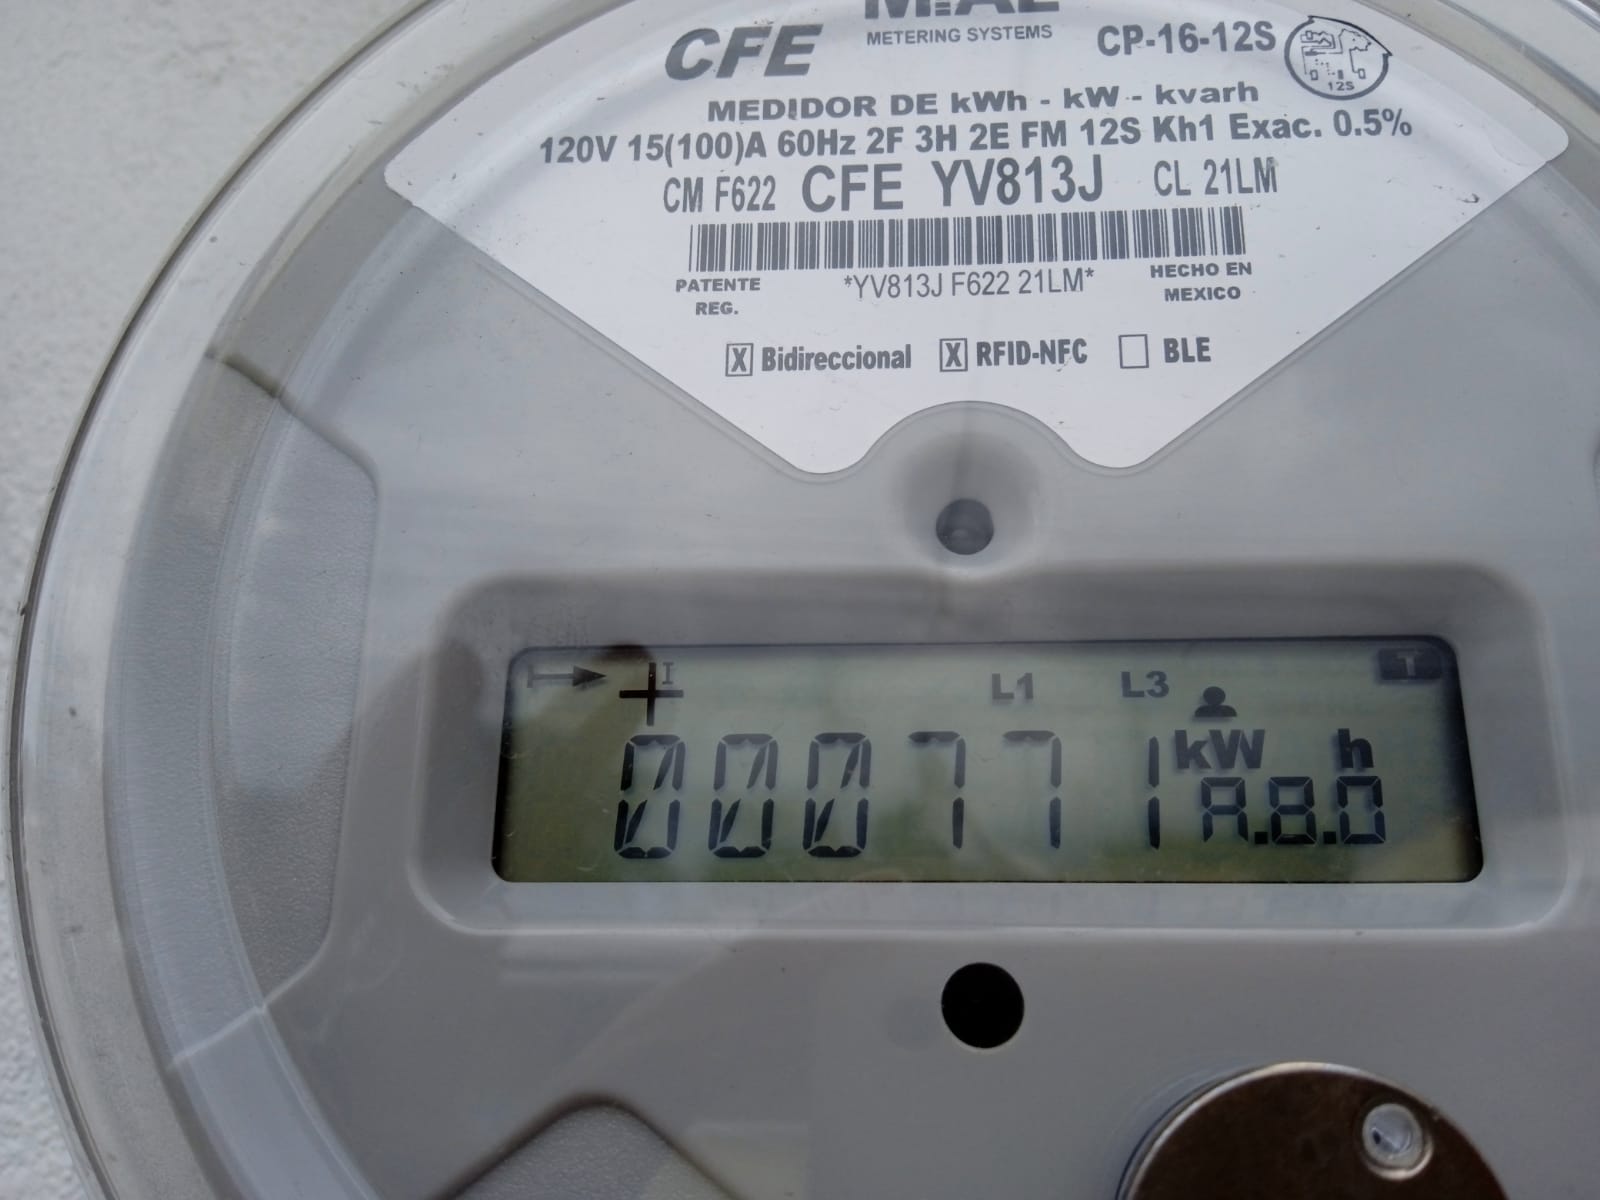 CFE
METERING SYSTEMS
CP-16-12S
12S
MEDIDOR DE kWh - kW - kvarh
120V 15(100)A 60Hz 2F 3H 2E FM 12S Kh1 Exac. 0.5%
CM F622 CFE YV813J CL 21LM
PATENTE REG.
*YV813J F622 21LM*
HECHO EN MEXICO
X Bidireccional X RFID-NFC BLE
+ I L1 L3 T
000771 kW h
A.8.0